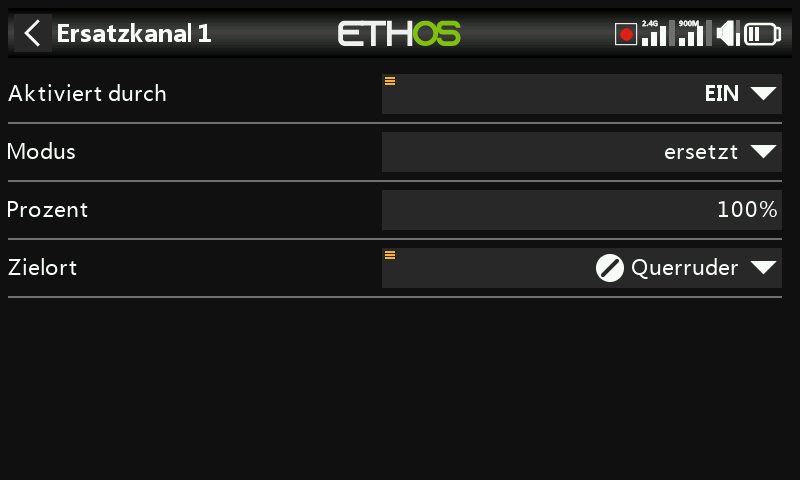 Ersatzkanal 1 ETHOS 2.4G 900M
Aktiviert durch EIN
Modus ersetzt
Prozent 100%
Zielort Querruder